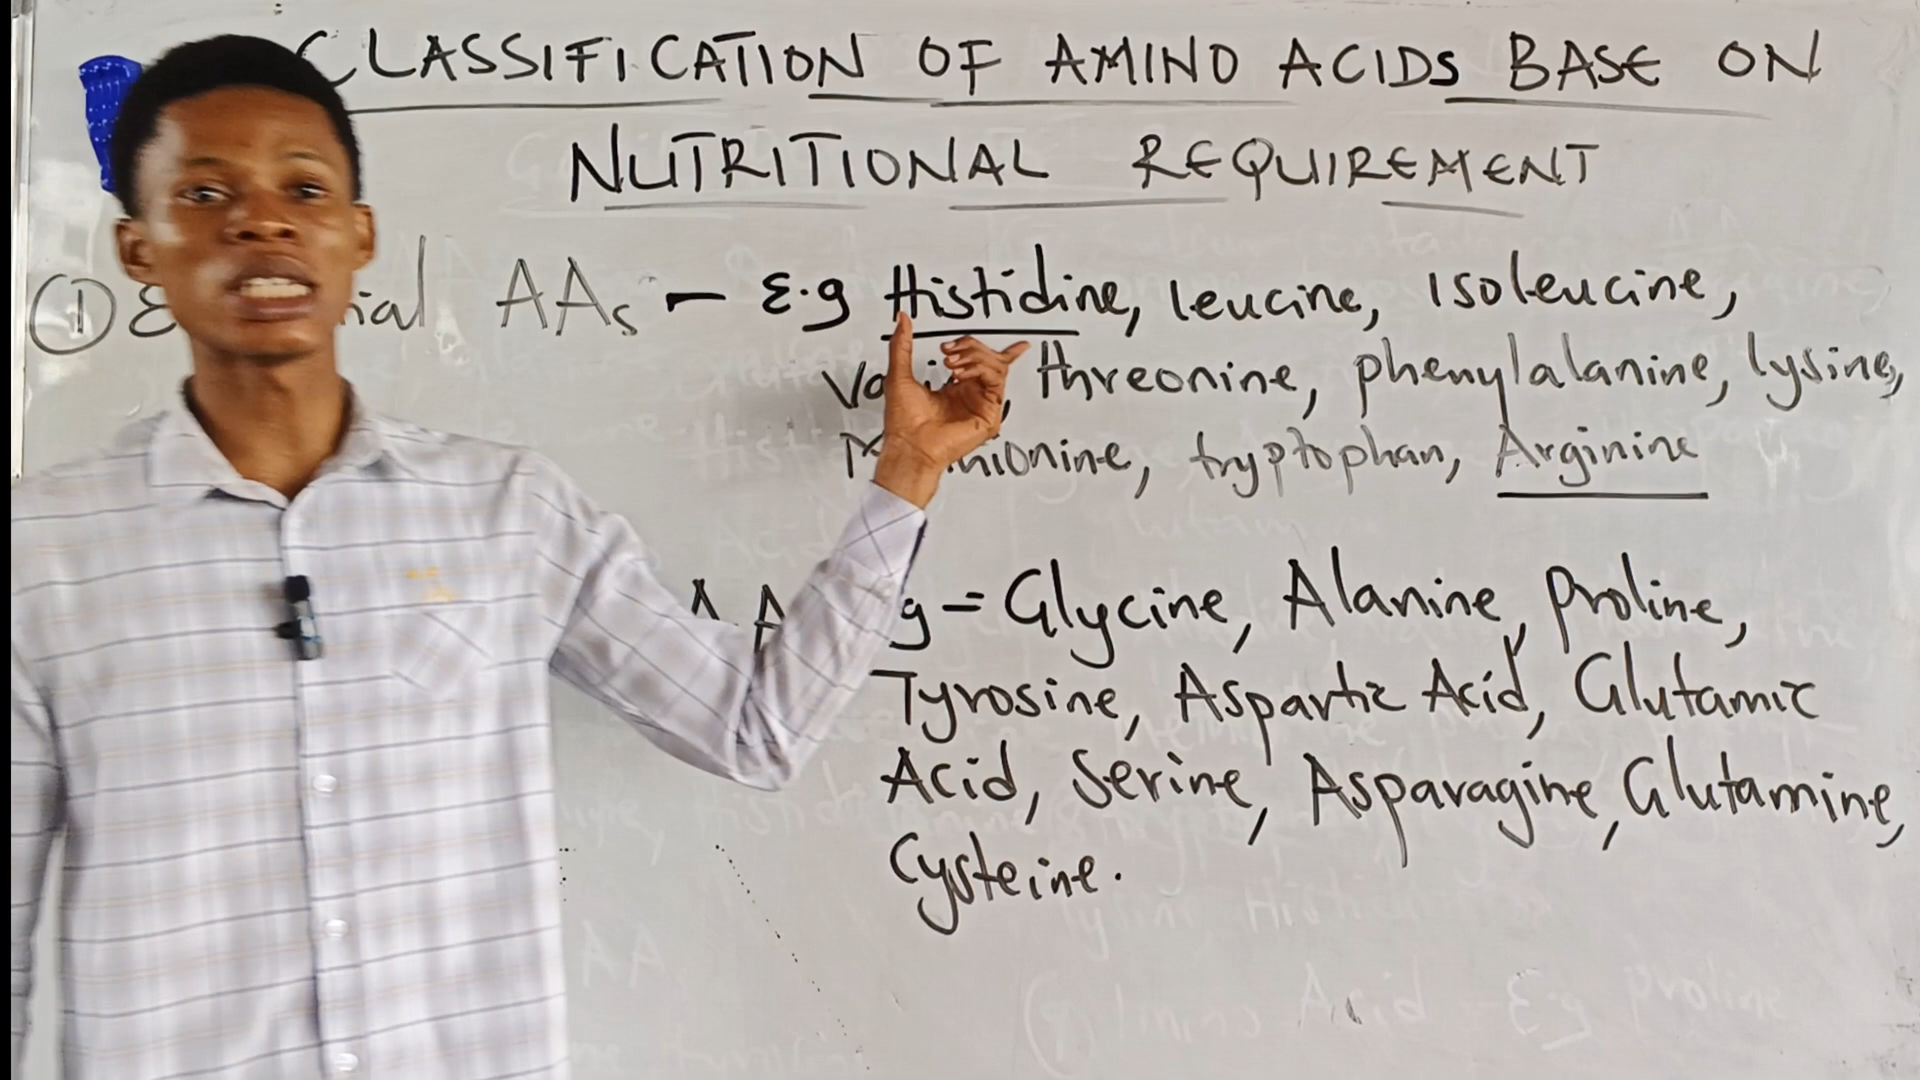 CLASSIFICATION OF AMINO ACIDS BASE ON
NUTRITIONAL REQUIREMENT
① AAs - E.g Histidine, leucine, Isoleucine,
threonine, phenylalanine, lysine,
tryptophan, Arginine
= Glycine, Alanine, proline,
Tyrosine, Aspartic Acid, Glutamic
Acid, Serine, Asparagine, Glutamine,
Cysteine.